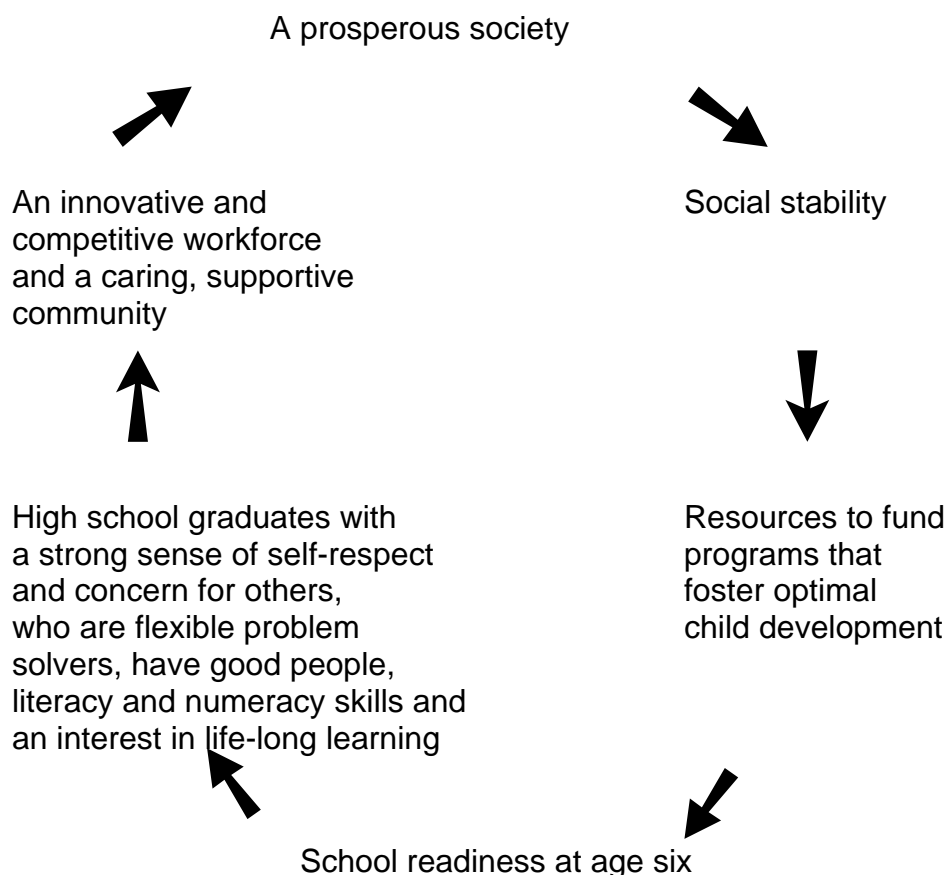 A prosperous society
An innovative and
competitive workforce
and a caring, supportive
community
Social stability
High school graduates with
a strong sense of self-respect
and concern for others,
who are flexible problem
solvers, have good people,
literacy and numeracy skills and
an interest in life-long learning
Resources to fund
programs that
foster optimal
child development
School readiness at age six